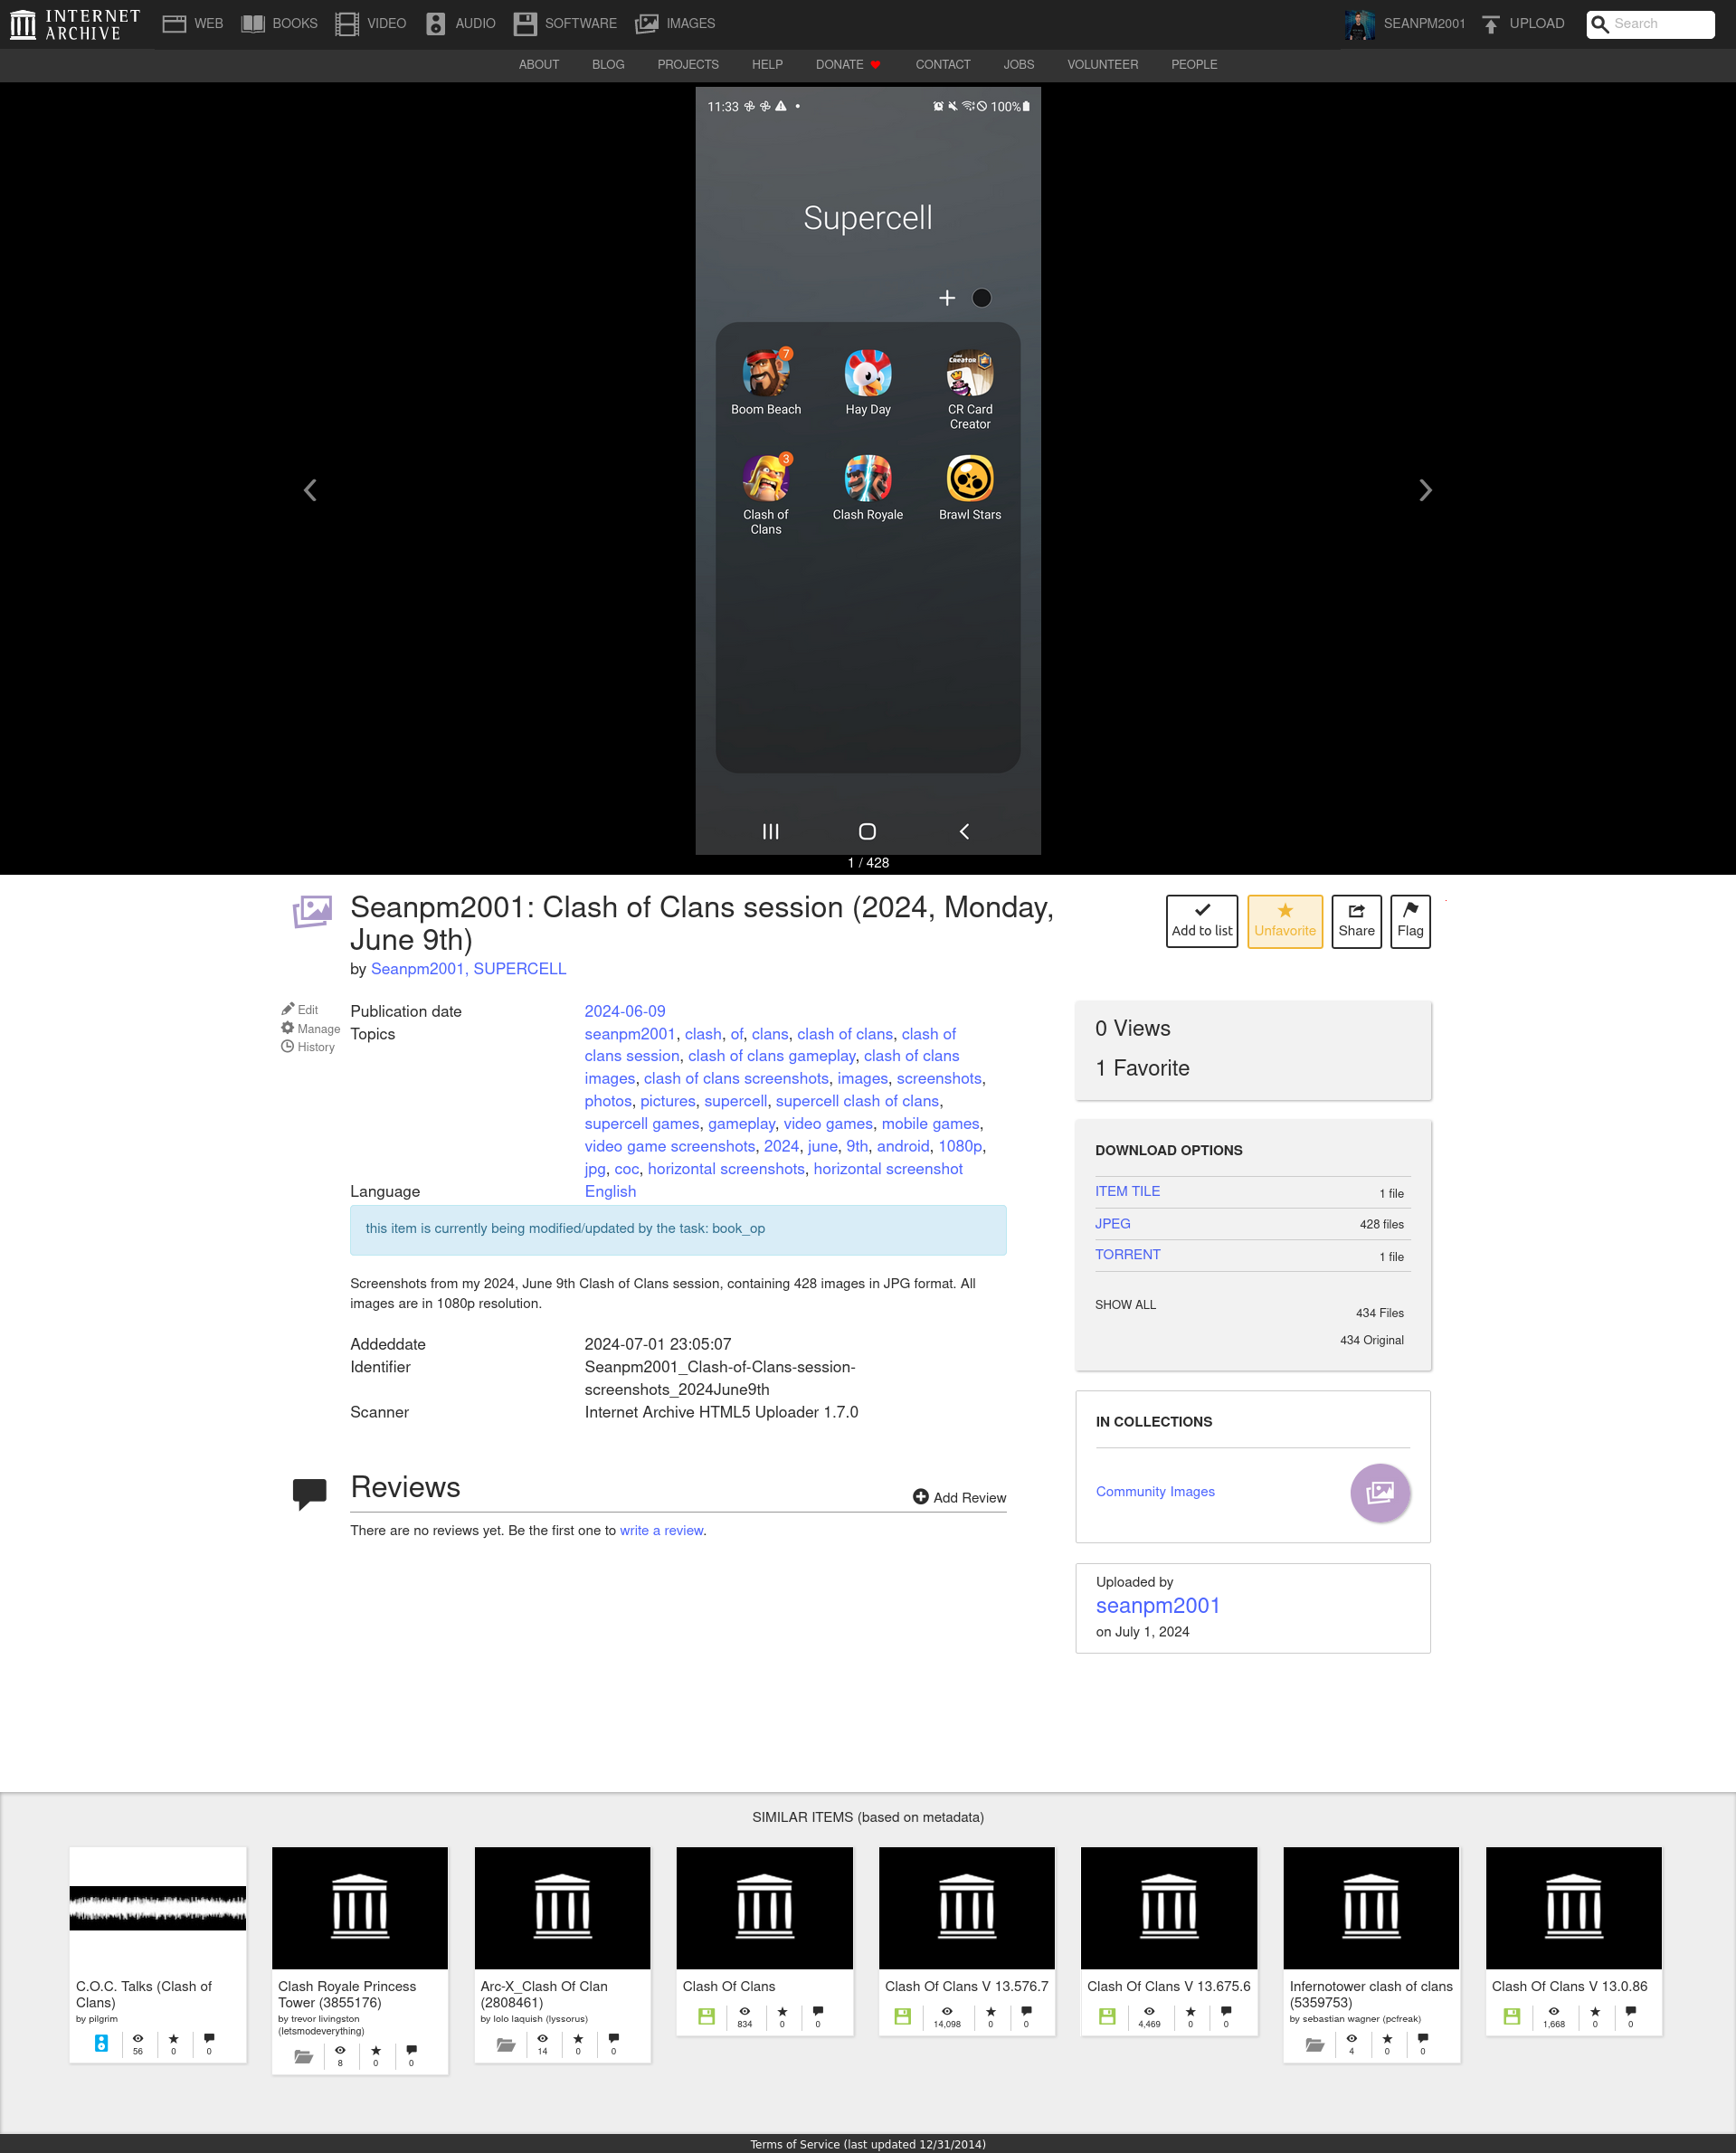 INTERNET ARCHIVE
WEB BOOKS VIDEO AUDIO SOFTWARE IMAGES SEANPM2001 UPLOAD Search
ABOUT BLOG PROJECTS HELP DONATE CONTACT JOBS VOLUNTEER PEOPLE
11:33 100%
Supercell
7
Boom Beach Hay Day CR Card
Creator
3
Clash of Clash Royale Brawl Stars
Clans
1 / 428
Seanpm2001: Clash of Clans session (2024, Monday,
June 9th)
by Seanpm2001, SUPERCELL
Add to list Unfavorite Share Flag
Edit
Manage
History
Publication date 2024-06-09
Topics seanpm2001, clash, of, clans, clash of clans, clash of
clans session, clash of clans gameplay, clash of clans
images, clash of clans screenshots, images, screenshots,
photos, pictures, supercell, supercell clash of clans,
supercell games, gameplay, video games, mobile games,
video game screenshots, 2024, june, 9th, android, 1080p,
jpg, coc, horizontal screenshots, horizontal screenshot
Language English
this item is currently being modified/updated by the task: book_op
Screenshots from my 2024, June 9th Clash of Clans session, containing 428 images in JPG format. All
images are in 1080p resolution.
Addeddate 2024-07-01 23:05:07
Identifier Seanpm2001_Clash-of-Clans-session-
screenshots_2024June9th
Scanner Internet Archive HTML5 Uploader 1.7.0
Reviews
Add Review
There are no reviews yet. Be the first one to write a review.
0 Views
1 Favorite
DOWNLOAD OPTIONS
ITEM TILE 1 file
JPEG 428 files
TORRENT 1 file
SHOW ALL 434 Files
434 Original
IN COLLECTIONS
Community Images
Uploaded by
seanpm2001
on July 1, 2024
SIMILAR ITEMS (based on metadata)
C.O.C. Talks (Clash of
Clans)
by pilgrim
56 0 0
Clash Royale Princess
Tower (3855176)
by trevor livingston
(letsmodeverything)
8 0 0
Arc-X_Clash Of Clan
(2808461)
by lolo laquish (lyssorus)
14 0 0
Clash Of Clans
834 0 0
Clash Of Clans V 13.576.7
14,098 0 0
Clash Of Clans V 13.675.6
4,469 0 0
Infernotower clash of clans
(5359753)
by sebastian wagner (pcfreak)
4 0 0
Clash Of Clans V 13.0.86
1,668 0 0
Terms of Service (last updated 12/31/2014)